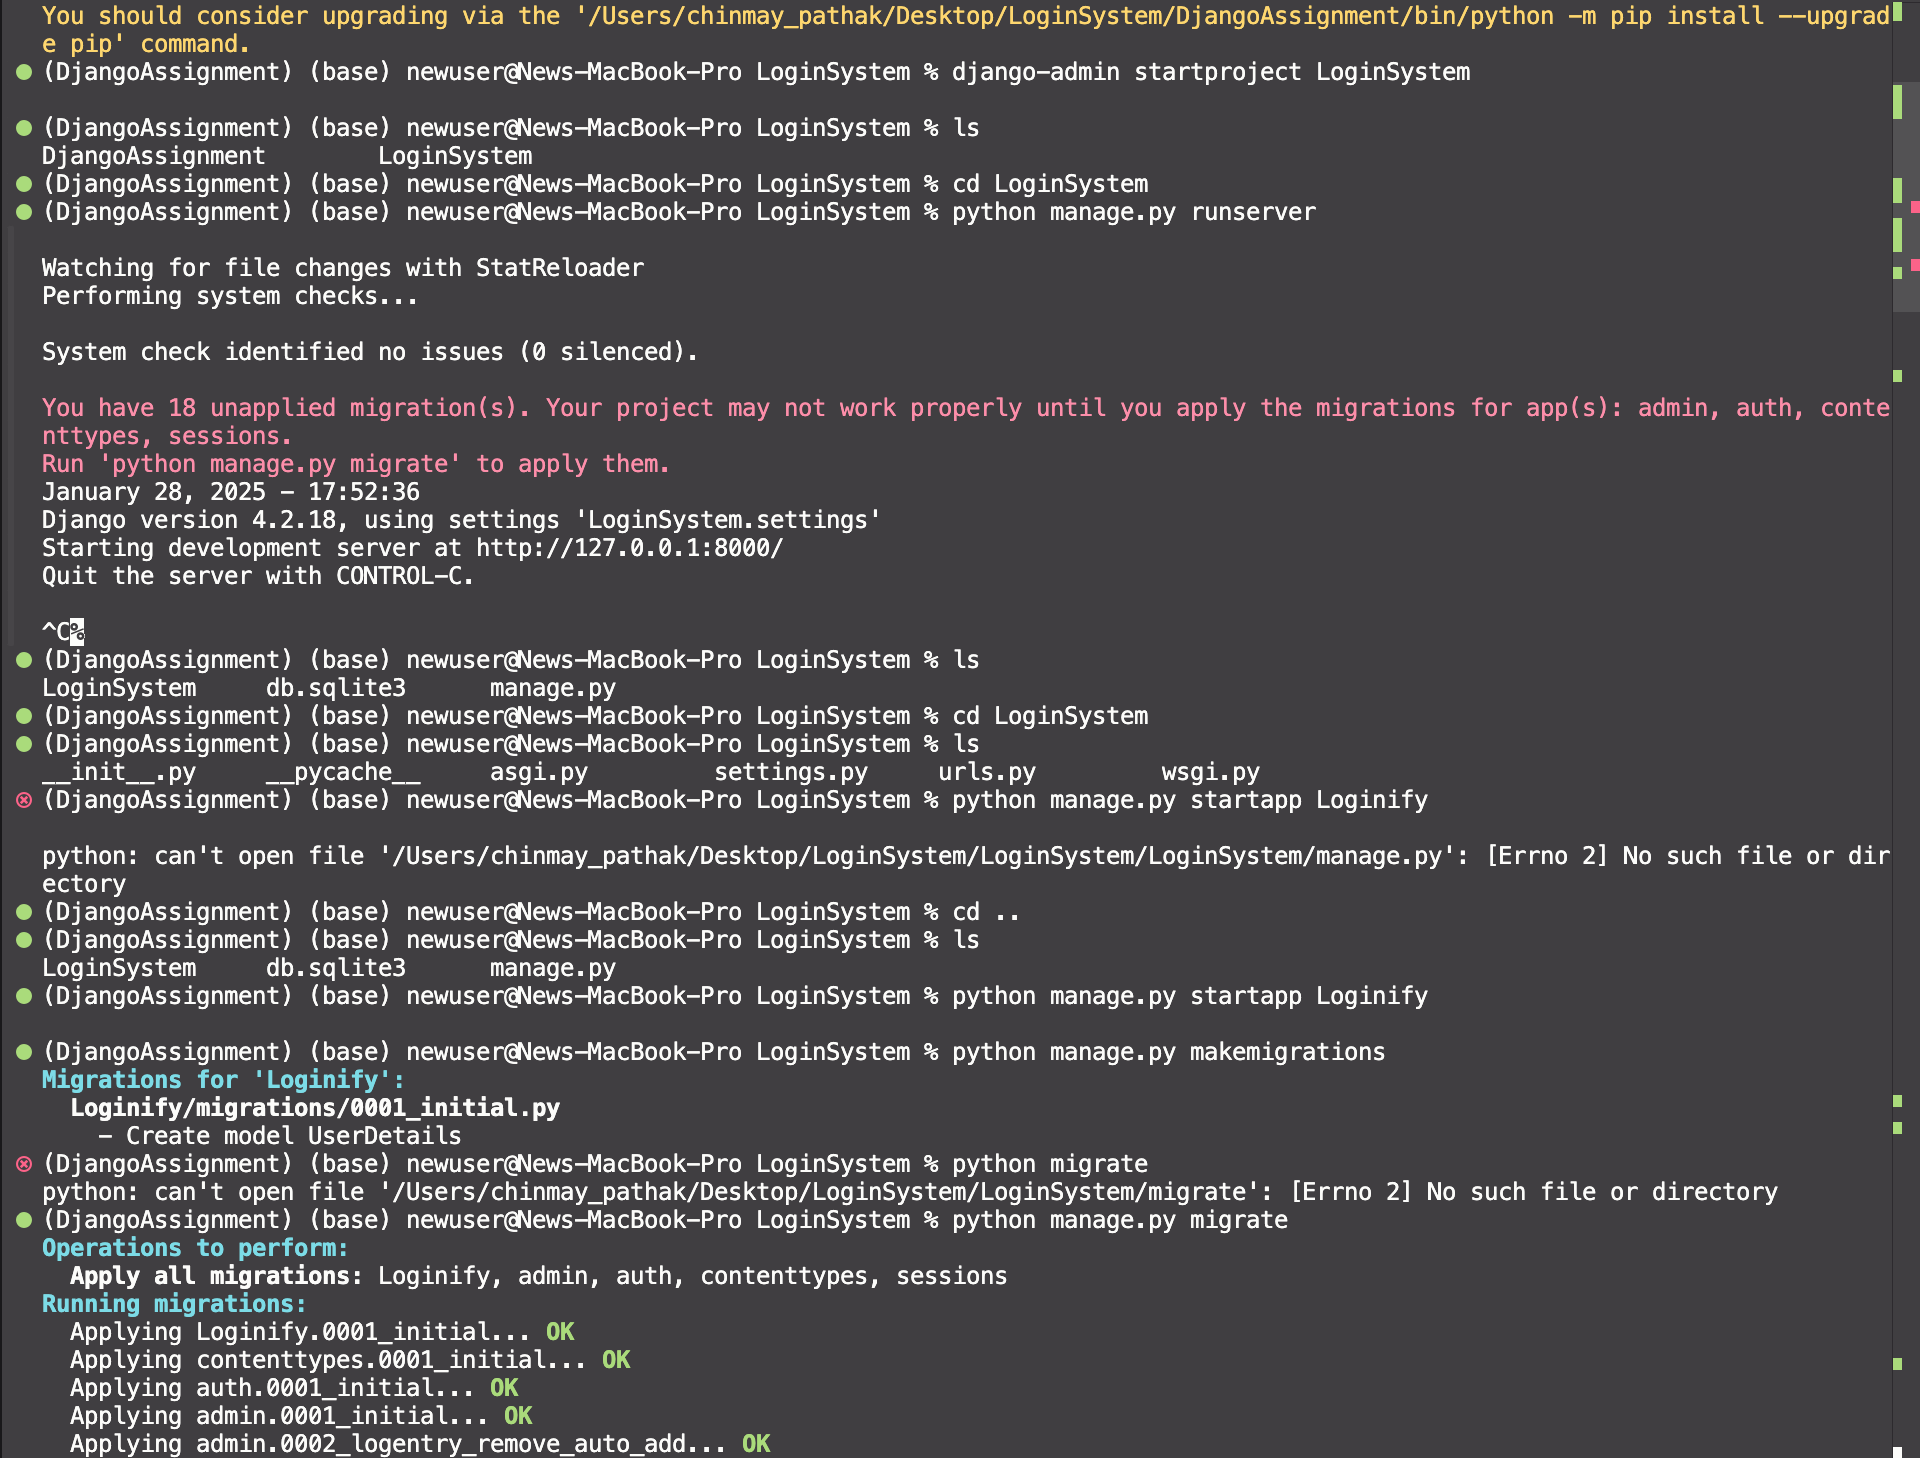 You should consider upgrading via the '/Users/chinmay_pathak/Desktop/LoginSystem/DjangoAssignment/bin/python -m pip install --upgrad
e pip' command.
(DjangoAssignment) (base) newuser@News-MacBook-Pro LoginSystem % django-admin startproject LoginSystem
(DjangoAssignment) (base) newuser@News-MacBook-Pro LoginSystem % ls
DjangoAssignment        LoginSystem
(DjangoAssignment) (base) newuser@News-MacBook-Pro LoginSystem % cd LoginSystem
(DjangoAssignment) (base) newuser@News-MacBook-Pro LoginSystem % python manage.py runserver
Watching for file changes with StatReloader
Performing system checks...
System check identified no issues (0 silenced).
You have 18 unapplied migration(s). Your project may not work properly until you apply the migrations for app(s): admin, auth, conte
nttypes, sessions.
Run 'python manage.py migrate' to apply them.
January 28, 2025 - 17:52:36
Django version 4.2.18, using settings 'LoginSystem.settings'
Starting development server at http://127.0.0.1:8000/
Quit the server with CONTROL-C.
^C%
(DjangoAssignment) (base) newuser@News-MacBook-Pro LoginSystem % ls
LoginSystem     db.sqlite3      manage.py
(DjangoAssignment) (base) newuser@News-MacBook-Pro LoginSystem % cd LoginSystem
(DjangoAssignment) (base) newuser@News-MacBook-Pro LoginSystem % ls
__init__.py     __pycache__     asgi.py         settings.py     urls.py         wsgi.py
(DjangoAssignment) (base) newuser@News-MacBook-Pro LoginSystem % python manage.py startapp Loginify
python: can't open file '/Users/chinmay_pathak/Desktop/LoginSystem/LoginSystem/LoginSystem/manage.py': [Errno 2] No such file or dir
ectory
(DjangoAssignment) (base) newuser@News-MacBook-Pro LoginSystem % cd ..
(DjangoAssignment) (base) newuser@News-MacBook-Pro LoginSystem % ls
LoginSystem     db.sqlite3      manage.py
(DjangoAssignment) (base) newuser@News-MacBook-Pro LoginSystem % python manage.py startapp Loginify
(DjangoAssignment) (base) newuser@News-MacBook-Pro LoginSystem % python manage.py makemigrations
Migrations for 'Loginify':
  Loginify/migrations/0001_initial.py
    - Create model UserDetails
(DjangoAssignment) (base) newuser@News-MacBook-Pro LoginSystem % python migrate
python: can't open file '/Users/chinmay_pathak/Desktop/LoginSystem/LoginSystem/migrate': [Errno 2] No such file or directory
(DjangoAssignment) (base) newuser@News-MacBook-Pro LoginSystem % python manage.py migrate
Operations to perform:
  Apply all migrations: Loginify, admin, auth, contenttypes, sessions
Running migrations:
  Applying Loginify.0001_initial... OK
  Applying contenttypes.0001_initial... OK
  Applying auth.0001_initial... OK
  Applying admin.0001_initial... OK
  Applying admin.0002_logentry_remove_auto_add... OK